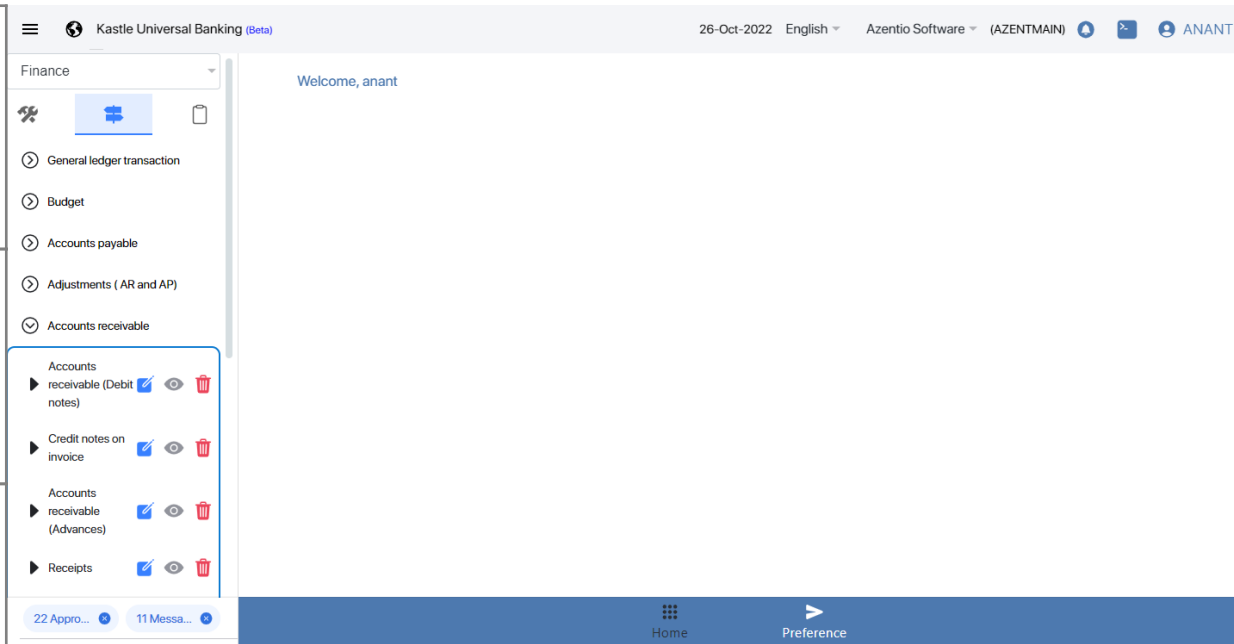 Kastle Universal Banking (Beta)
26-Oct-2022 English Azentio Software (AZENTMAIN) ANANT
Finance
Welcome, anant
General ledger transaction
Budget
Accounts payable
Adjustments ( AR and AP)
Accounts receivable
Accounts
receivable (Debit
notes)
Credit notes on
invoice
Accounts
receivable
(Advances)
Receipts
22 Appro... 11 Messa...
Home Preference